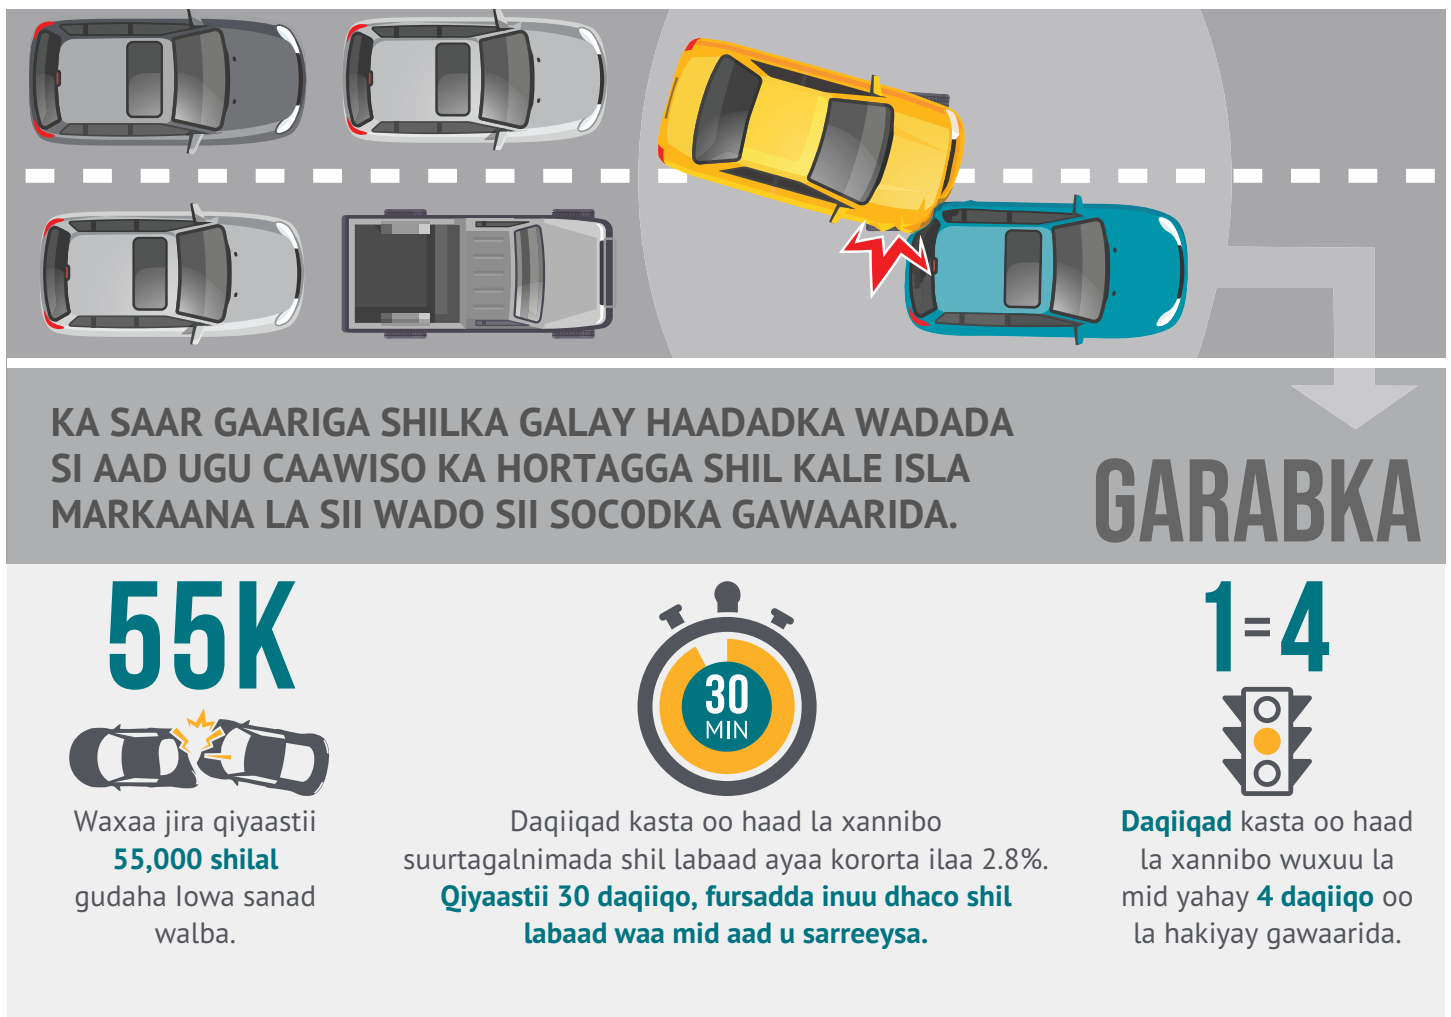 KA SAAR GAARIGA SHILKA GALAY HAADADKA WADADA
SI AAD UGU CAAWISO KA HORTAGGA SHIL KALE ISLA
MARKAANA LA SII WADO SII SOCODKA GAWAARIDA.
GARABKA
55K
Waxaa jira qiyaastii
55,000 shilal
gudaha Iowa sanad
walba.
30
MIN
Daqiiqad kasta oo haad la xannibo
suurtagalnimada shil labaad ayaa kororta ilaa 2.8%.
Qiyaastii 30 daqiiqo, fursadda inuu dhaco shil
labaad waa mid aad u sarreeysa.
1=4
Daqiiqad kasta oo haad
la xannibo wuxuu la
mid yahay 4 daqiiqo oo
la hakiyay gawaarida.